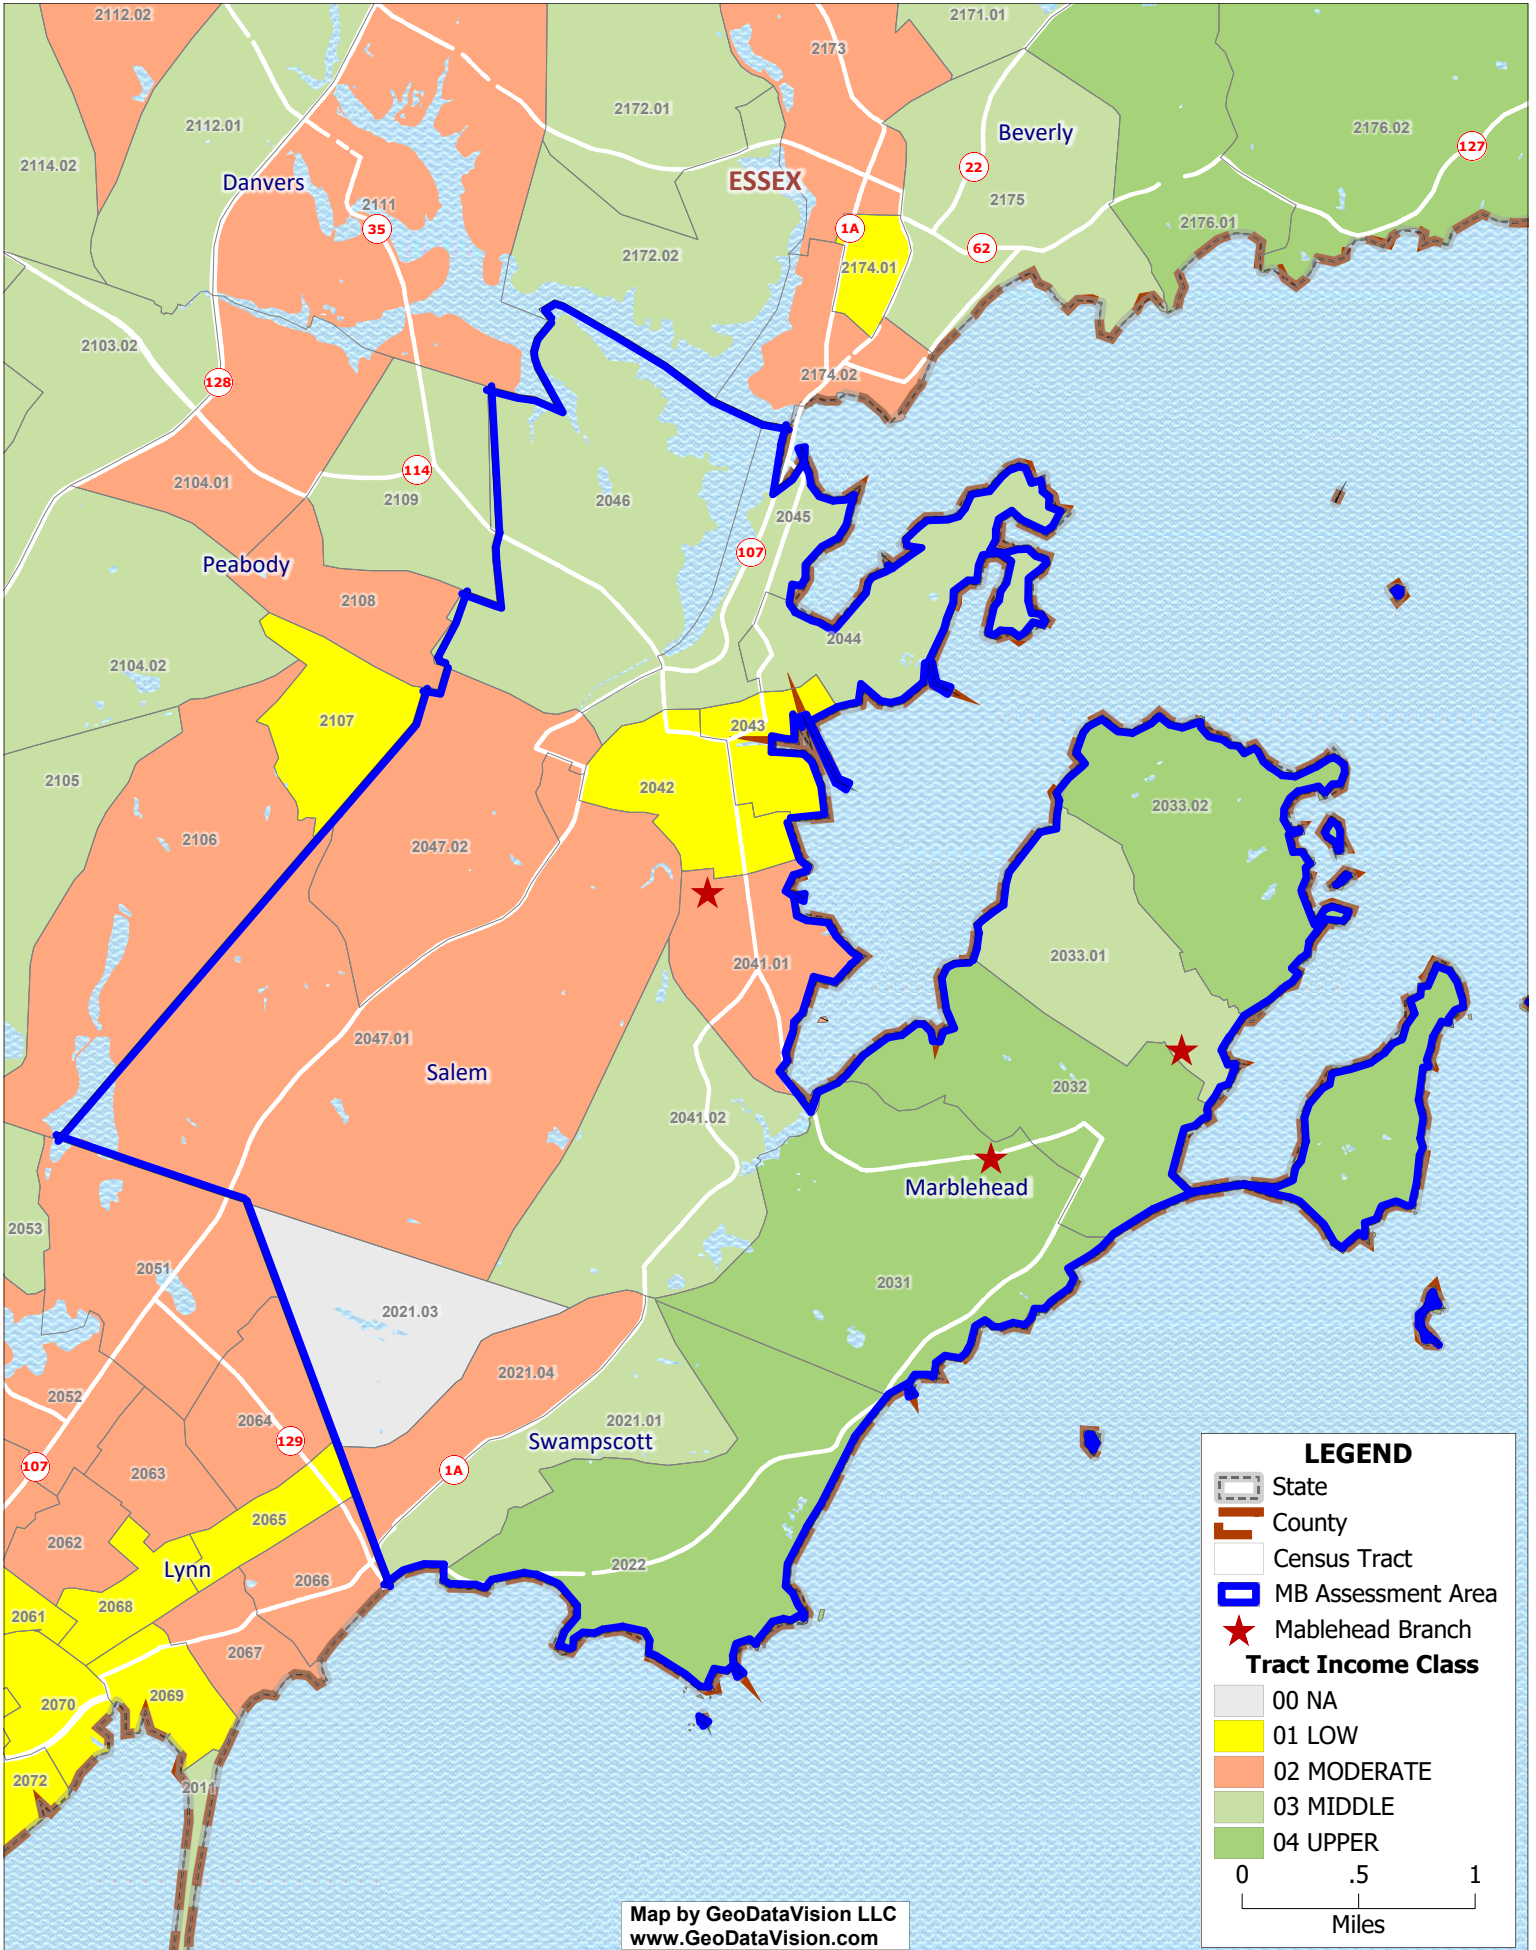 2112.02
2171.01
2173
2172.01
2112.01
Beverly
2176.02
127
2114.02
22
ESSEX
Danvers
2111
35
2175
1A
62
2176.01
2172.02
2174.01
2103.02
128
2174.02
114
2104.01
2109
2046
2045
107
Peabody
2108
2044
2104.02
2107
2043
2105
2042
2033.02
2106
2047.02
2033.01
2041.01
2047.01
Salem
2032
2041.02
Marblehead
2053
2051
2031
2021.03
2021.04
2052
2064
2021.01
129
Swampscott
107
1A
2063
2065
2062
Lynn
2066
2022
2068
2061
2067
2070
2069
2072
2011
LEGEND
State
County
Census Tract
MB Assessment Area
Mablehead Branch
Tract Income Class
00 NA
01 LOW
02 MODERATE
03 MIDDLE
04 UPPER
0 .5 1
Miles
Map by GeoDataVision LLC
www.GeoDataVision.com